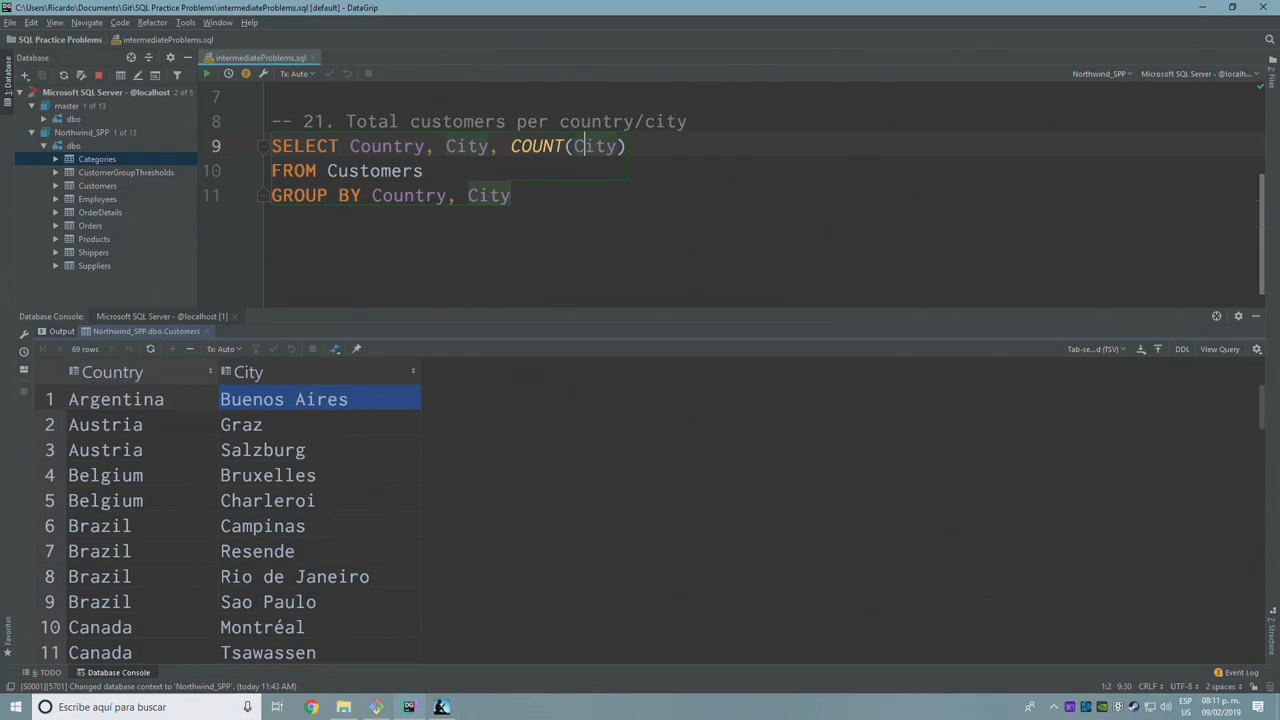 C:\Users\Ricardo\Documents\Git\SQL Practice Problems\intermediateProblems.sql [default] - DataGrip
File Edit View Navigate Code Refactor Tools Window Help
SQL Practice Problems intermediateProblems.sql
Database
intermediateProblems.sql
Tx: Auto
Northwind_SPP Microsoft SQL Server - @localh...
1: Database
2: Files
Microsoft SQL Server - @localhost 2 of 5
master 1 of 13
dbo
Northwind_SPP 1 of 13
dbo
Categories
CustomerGroupThresholds
Customers
Employees
OrderDetails
Orders
Products
Shippers
Suppliers
7
8 -- 21. Total customers per country/city
9 SELECT Country, City, COUNT(City)
10 FROM Customers
11 GROUP BY Country, City
Database Console: Microsoft SQL Server - @localhost [1]
Output Northwind_SPP.dbo.Customers
69 rows Tx: Auto Tab-se...d (TSV) DDL View Query
Country City
1 Argentina Buenos Aires
2 Austria Graz
3 Austria Salzburg
4 Belgium Bruxelles
5 Belgium Charleroi
6 Brazil Campinas
7 Brazil Resende
8 Brazil Rio de Janeiro
9 Brazil Sao Paulo
10 Canada Montréal
11 Canada Tsawassen
Favorites
7: Structure
6: TODO Database Console Event Log
[S0001][5701] Changed database context to 'Northwind_SPP'. (today 11:43 AM) 1:2 9:30 CRLF UTF-8 2 spaces
Escribe aquí para buscar
ESP
US
08:11 p. m.
09/02/2019